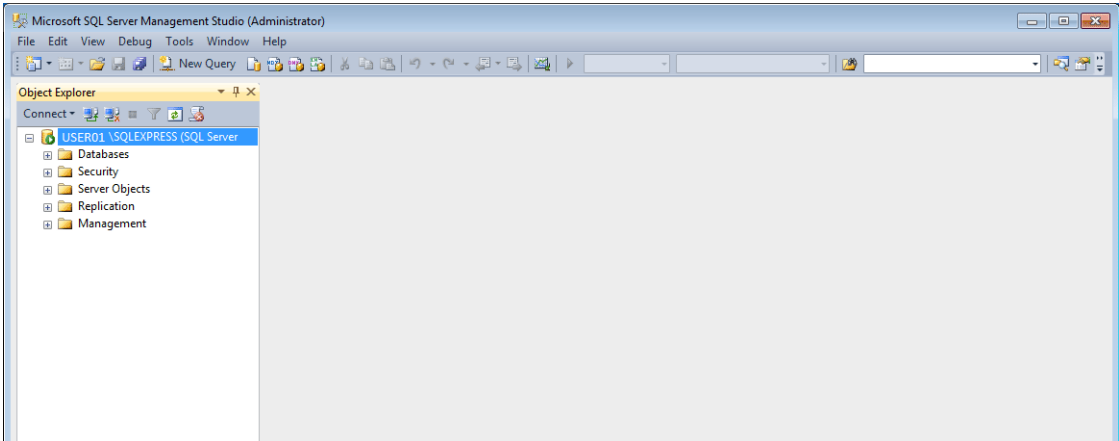 Microsoft SQL Server Management Studio (Administrator)
File Edit View Debug Tools Window Help
New Query
Object Explorer
Connect
USER01 \SQLEXPRESS (SQL Server
Databases
Security
Server Objects
Replication
Management